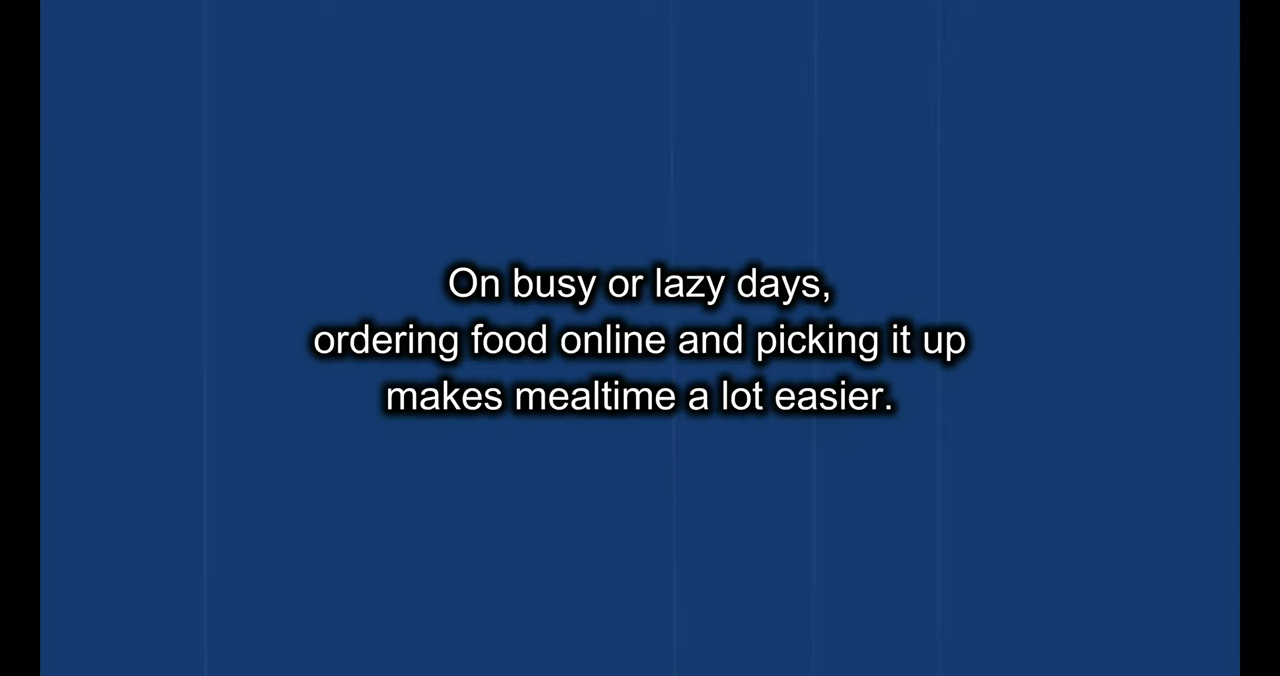 On busy or lazy days,
ordering food online and picking it up
makes mealtime a lot easier.